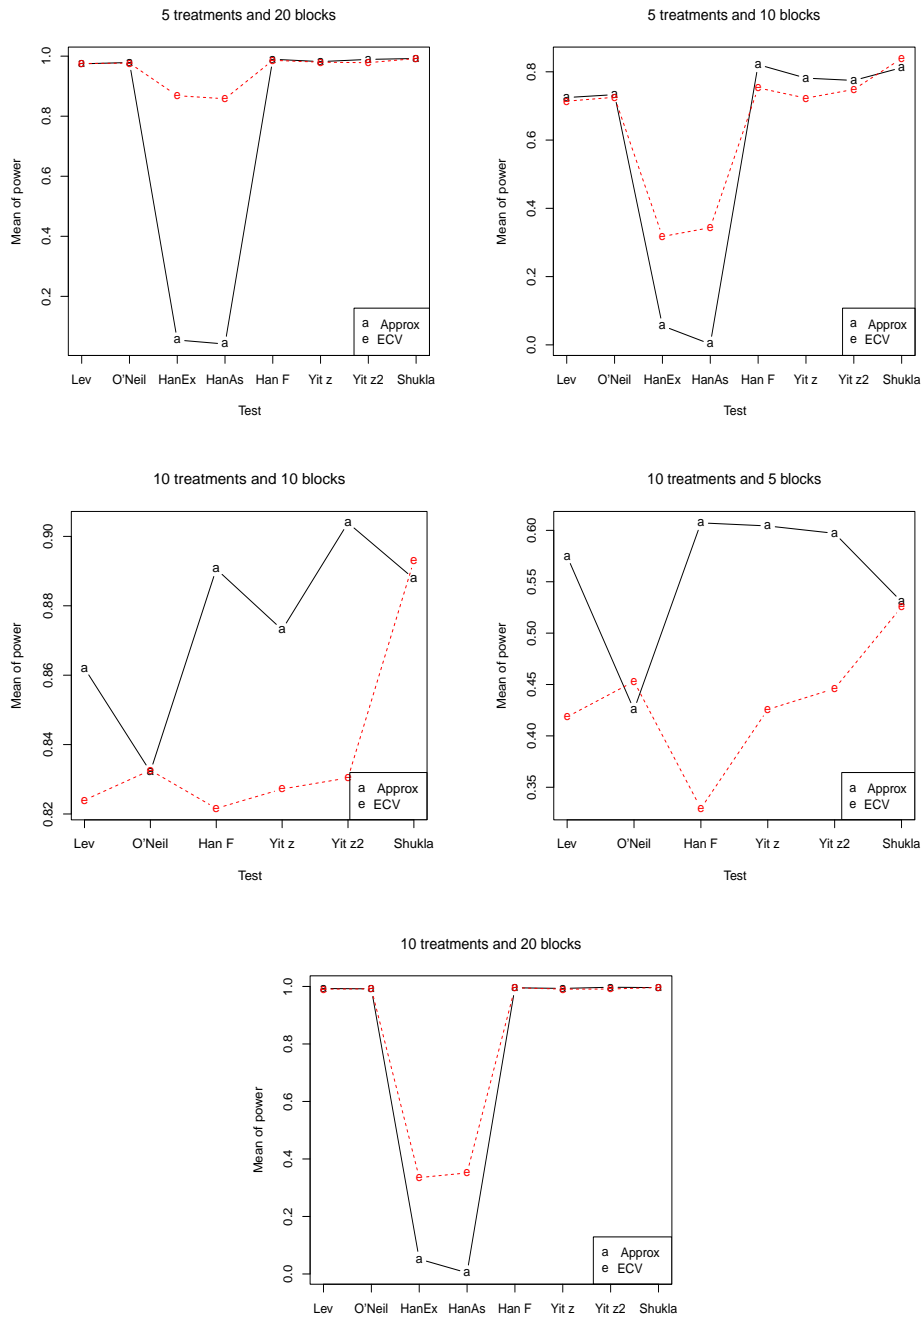 5 treatments and 20 blocks
Mean of power
1.0
0.8
0.6
0.4
0.2
a Approx
e ECV
Lev O'Neil HanEx HanAs Han F Yit z Yit z2 Shukla
Test
5 treatments and 10 blocks
Mean of power
0.8
0.6
0.4
0.2
0.0
a Approx
e ECV
Lev O'Neil HanEx HanAs Han F Yit z Yit z2 Shukla
Test
10 treatments and 10 blocks
Mean of power
0.90
0.88
0.86
0.84
0.82
a Approx
e ECV
Lev O'Neil Han F Yit z Yit z2 Shukla
Test
10 treatments and 5 blocks
Mean of power
0.60
0.55
0.50
0.45
0.40
0.35
a Approx
e ECV
Lev O'Neil Han F Yit z Yit z2 Shukla
Test
10 treatments and 20 blocks
Mean of power
1.0
0.8
0.6
0.4
0.2
0.0
a Approx
e ECV
Lev O'Neil HanEx HanAs Han F Yit z Yit z2 Shukla